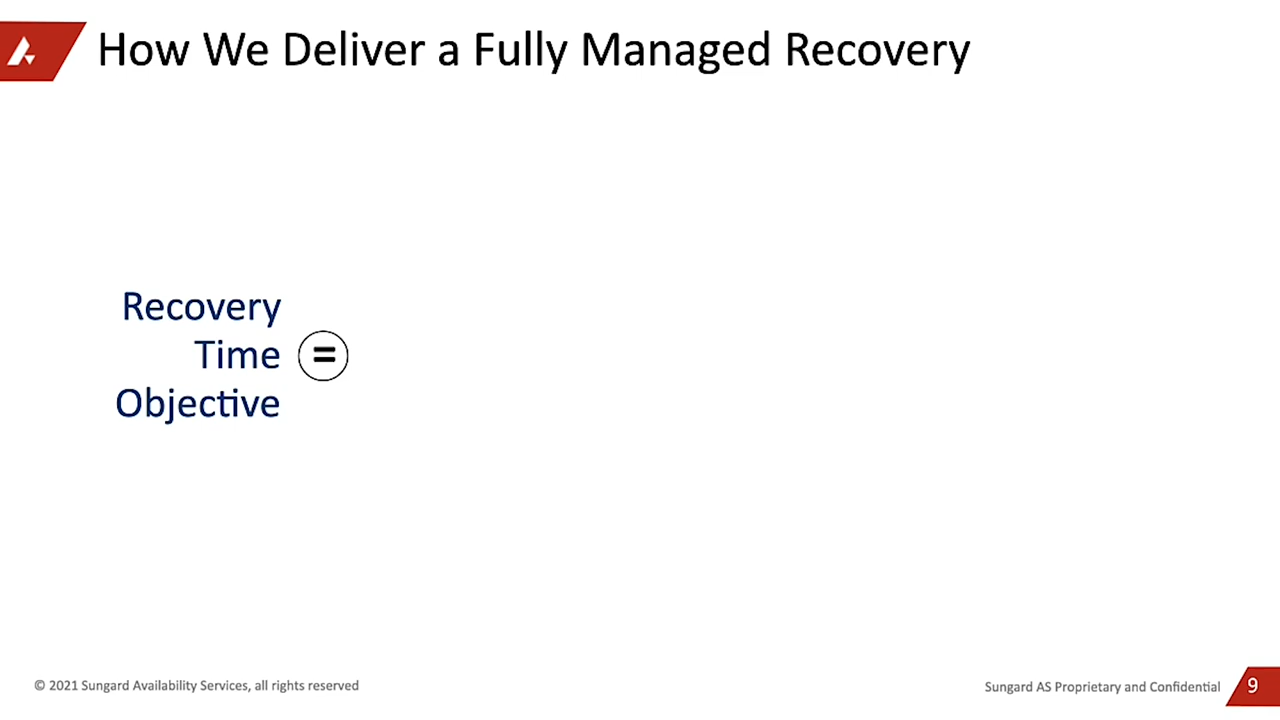 How We Deliver a Fully Managed Recovery
Recovery
Time
=
Objective
© 2021 Sungard Availability Services, all rights reserved
Sungard AS Proprietary and Confidential
9